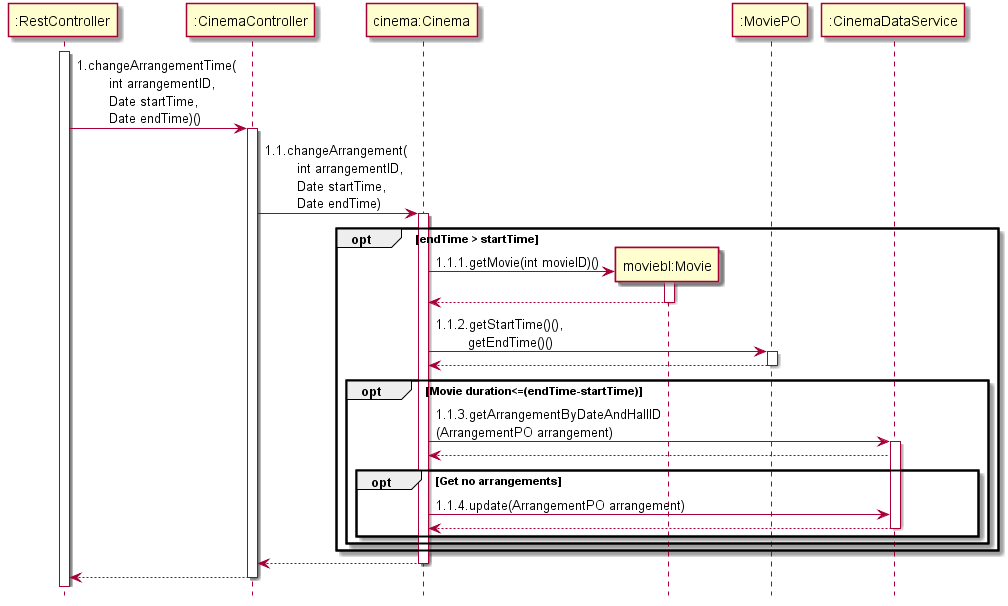 :RestController
:CinemaController
cinema:Cinema
:MoviePO
:CinemaDataService
1.changeArrangementTime(
int arrangementID,
Date startTime,
Date endTime)()
1.1.changeArrangement(
int arrangementID,
Date startTime,
Date endTime)
opt
[endTime > startTime]
1.1.1.getMovie(int movieID)()
moviebl:Movie
1.1.2.getStartTime()(),
getEndTime()()
opt
[Movie duration<=(endTime-startTime)]
1.1.3.getArrangementByDateAndHallID
(ArrangementPO arrangement)
opt
[Get no arrangements]
1.1.4.update(ArrangementPO arrangement)